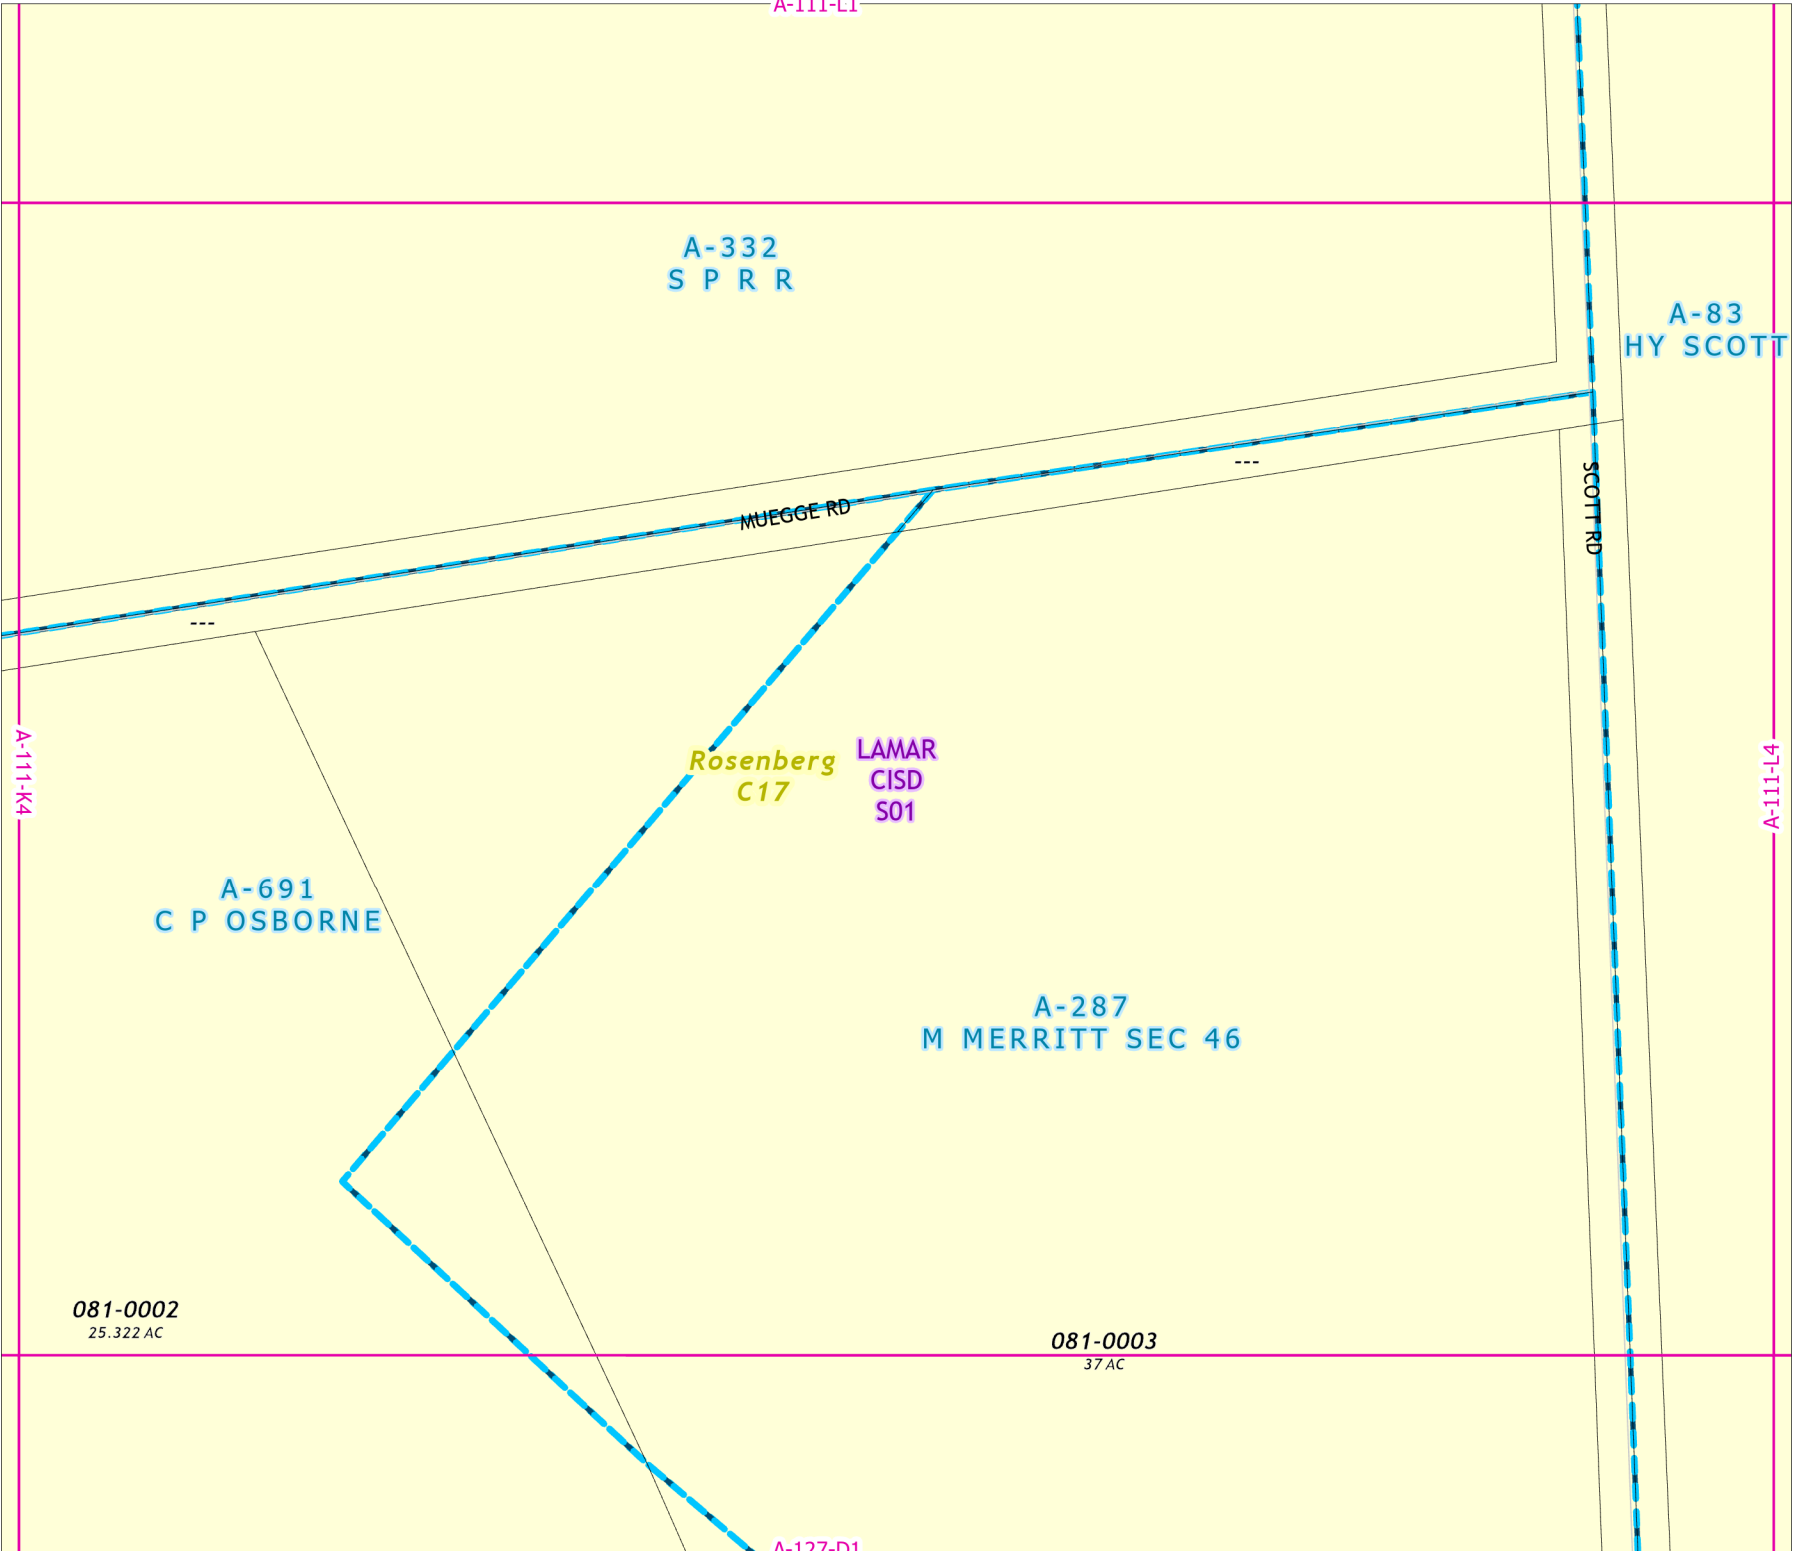 A-111-L1
A-332
S P R R
A-83
HY SCOTT
---
MUEGGE RD
SCOTT RD
---
A-111-K4
Rosenberg
C17
LAMAR
CISD
S01
A-111-L4
A-691
C P OSBORNE
A-287
M MERRITT SEC 46
081-0002
25.322 AC
081-0003
37 AC
A-127-D1